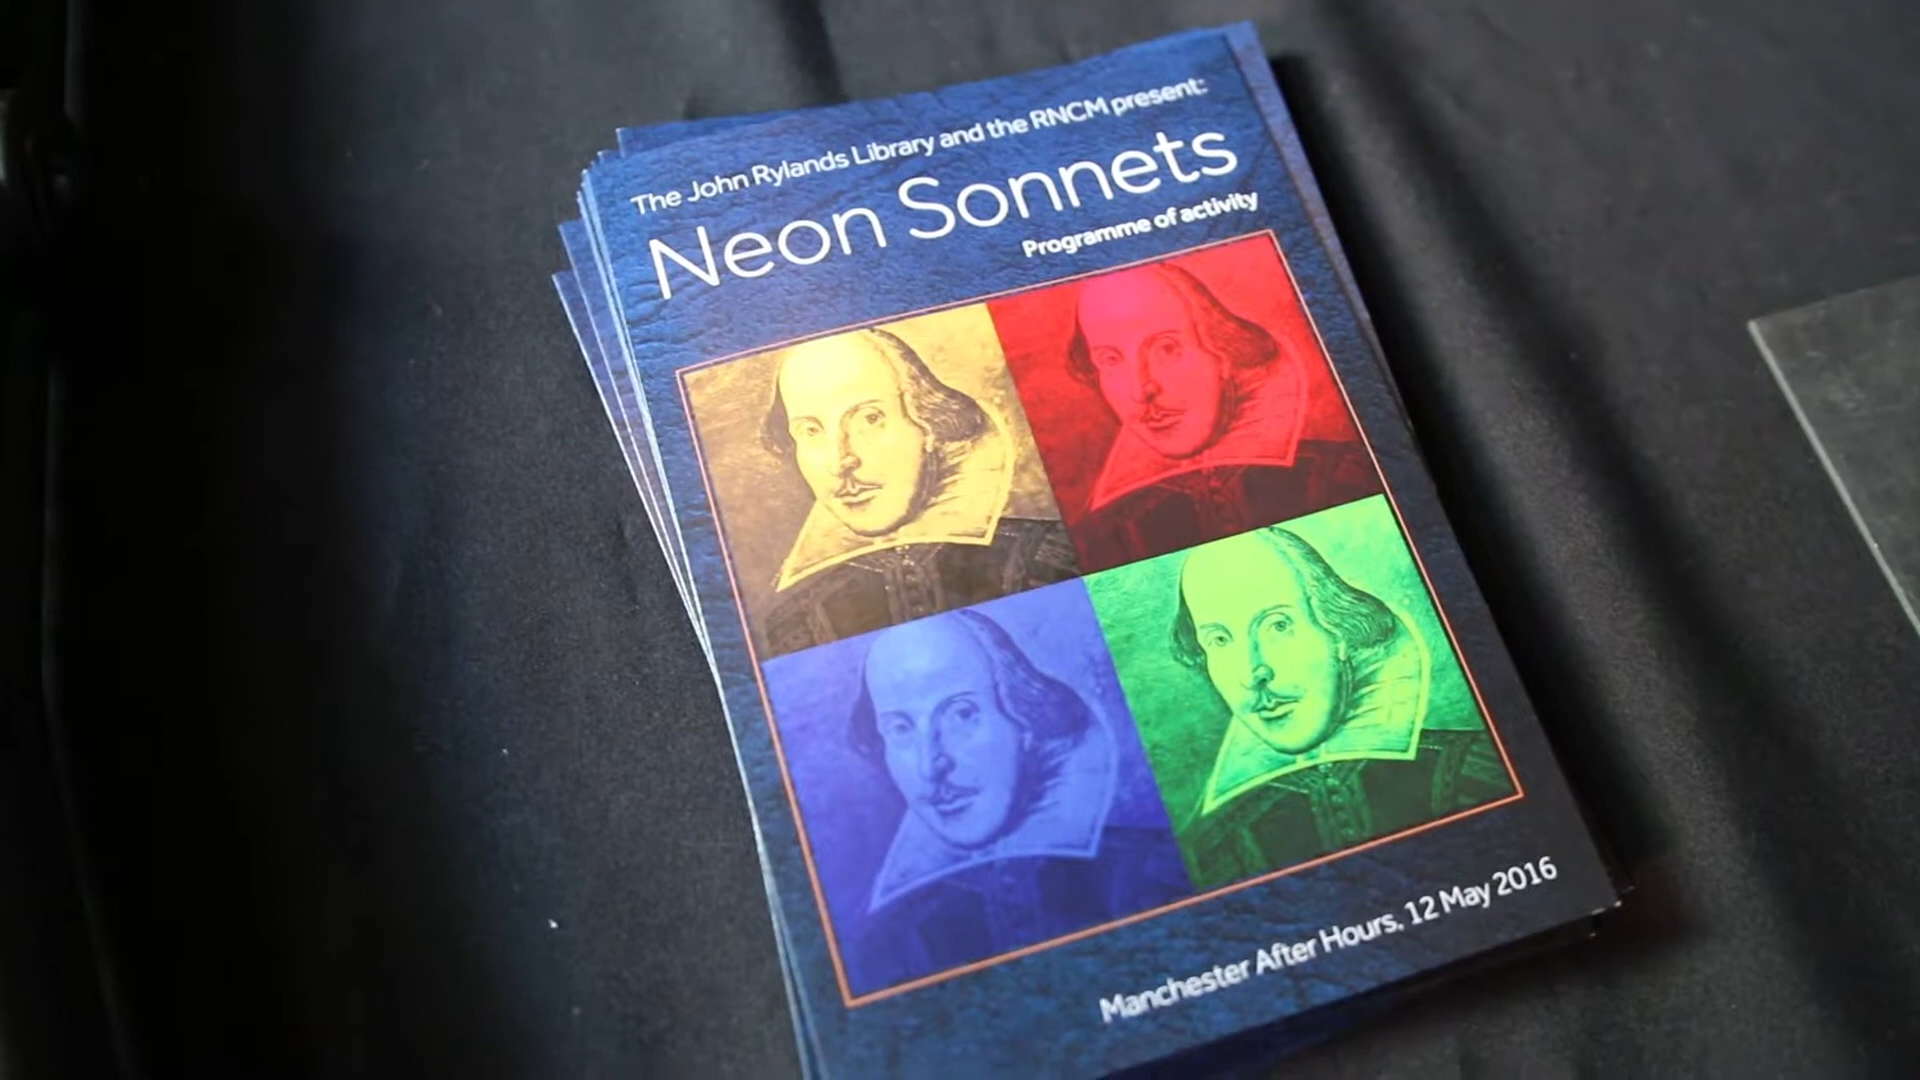 The John Rylands Library and the RNCM present:
Neon Sonnets
Programme of activity
Manchester After Hours, 12 May 2016